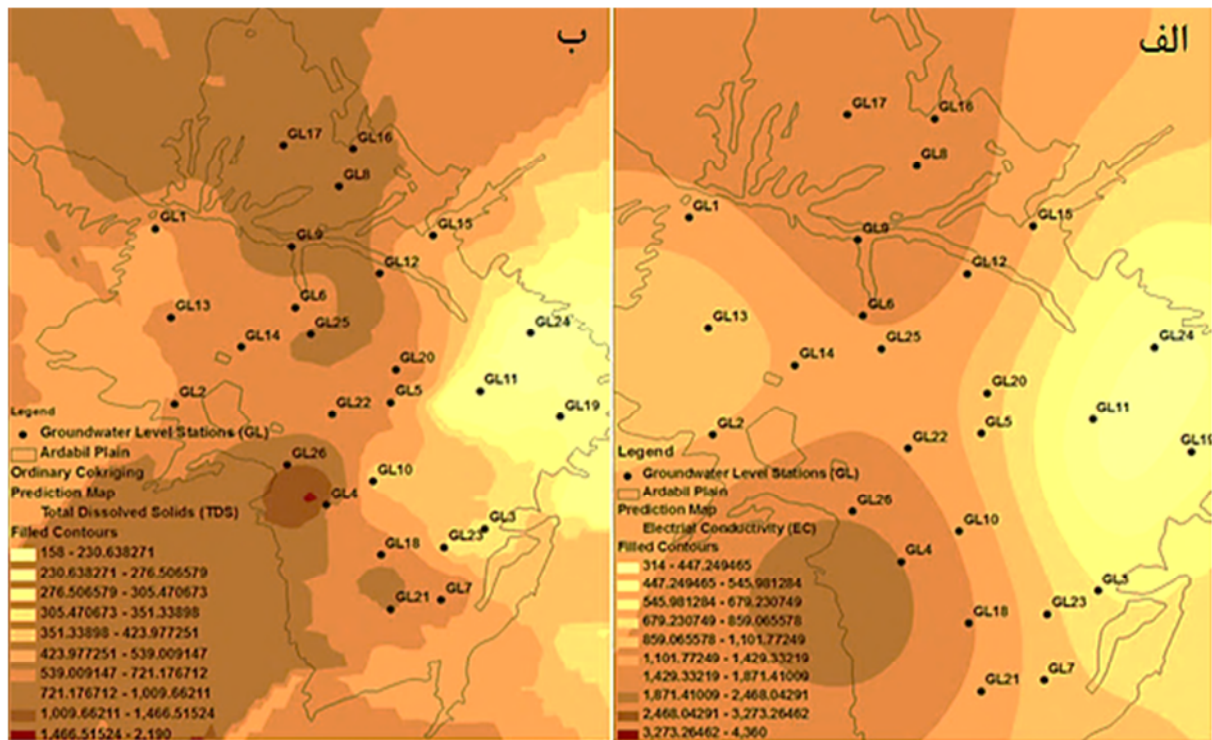 ب
GL17
GL16
GL8
GL1
GL15
GL9
GL12
GL6
GL13
GL25
GL24
GL14
GL20
GL11
GL2
GL5
GL22
GL19
Legend
Groundwater Level Stations (GL)
Ardabil Plain
Ordinary Cokriging
Prediction Map
Total Dissolved Solids (TDS)
Filled Contours
158 - 230.638271
230.638271 - 276.506579
276.506579 - 305.470673
305.470673 - 351.33898
351.33898 - 423.977251
423.977251 - 539.009147
539.009147 - 721.176712
721.176712 - 1,009.66211
1,009.66211 - 1,466.51524
1,466.51524 - 2,190
GL26
GL10
GL4
GL3
GL23
GL18
GL7
GL21
الف
GL17
GL16
GL8
GL1
GL15
GL9
GL12
GL6
GL13
GL25
GL24
GL14
GL20
GL11
GL2
GL5
GL22
GL19
Legend
Groundwater Level Stations (GL)
Ardabil Plain
Prediction Map
Electrial Conductivity (EC)
Filled Contours
314 - 447.249465
447.249465 - 545.981284
545.981284 - 679.230749
679.230749 - 859.065578
859.065578 - 1,101.77249
1,101.77249 - 1,429.33219
1,429.33219 - 1,871.41009
1,871.41009 - 2,468.04291
2,468.04291 - 3,273.26462
3,273.26462 - 4,360
GL26
GL10
GL4
GL3
GL23
GL18
GL7
GL21